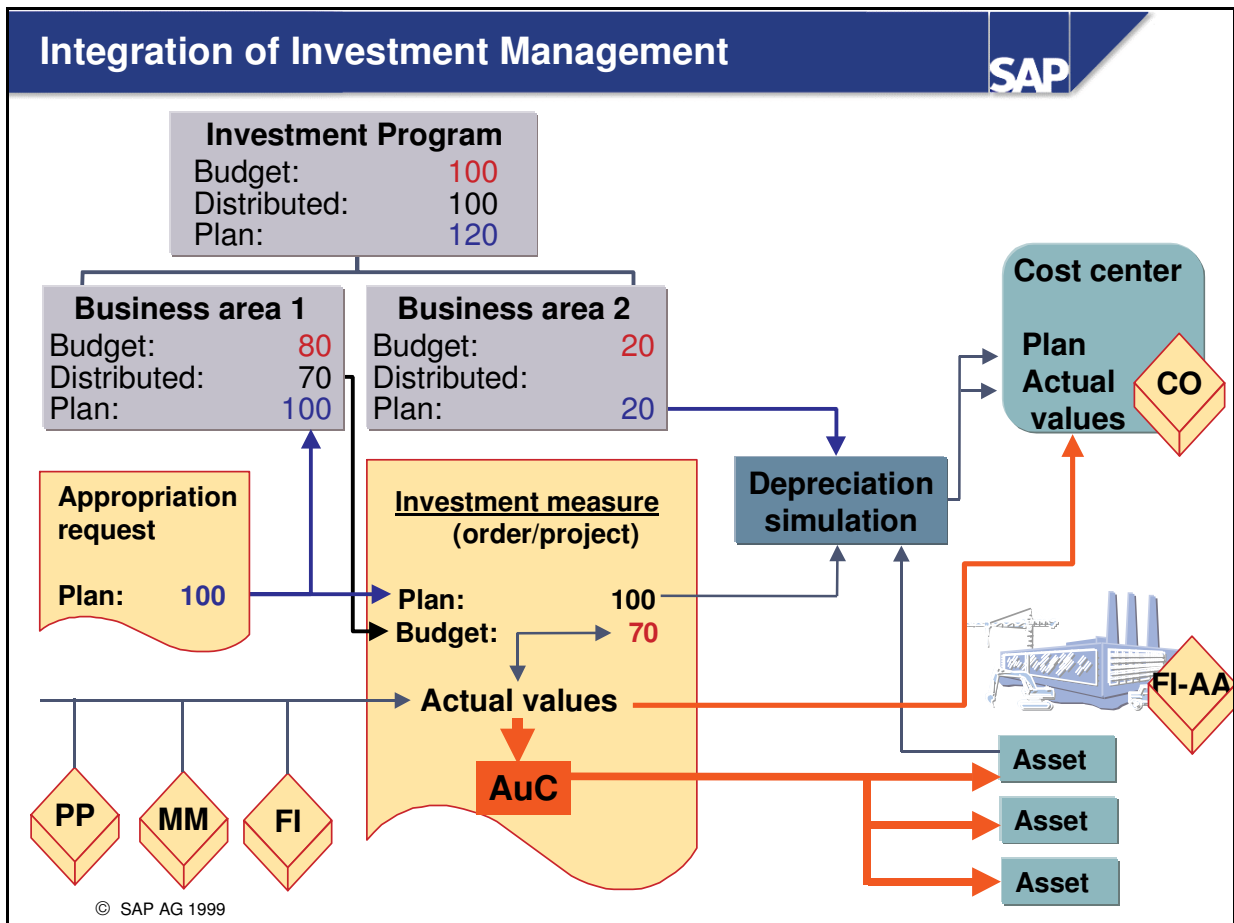 Integration of Investment Management
SAP
Investment Program
Budget: 100
Distributed: 100
Plan: 120
Business area 1
Budget: 80
Distributed: 70
Plan: 100
Business area 2
Budget: 20
Distributed:
Plan: 20
Cost center
Plan
Actual
values
CO
Appropriation
request
Plan: 100
Investment measure
(order/project)
Plan: 100
Budget: 70
Actual values
AuC
Depreciation
simulation
FI-AA
PP
MM
FI
Asset
Asset
Asset
© SAP AG 1999